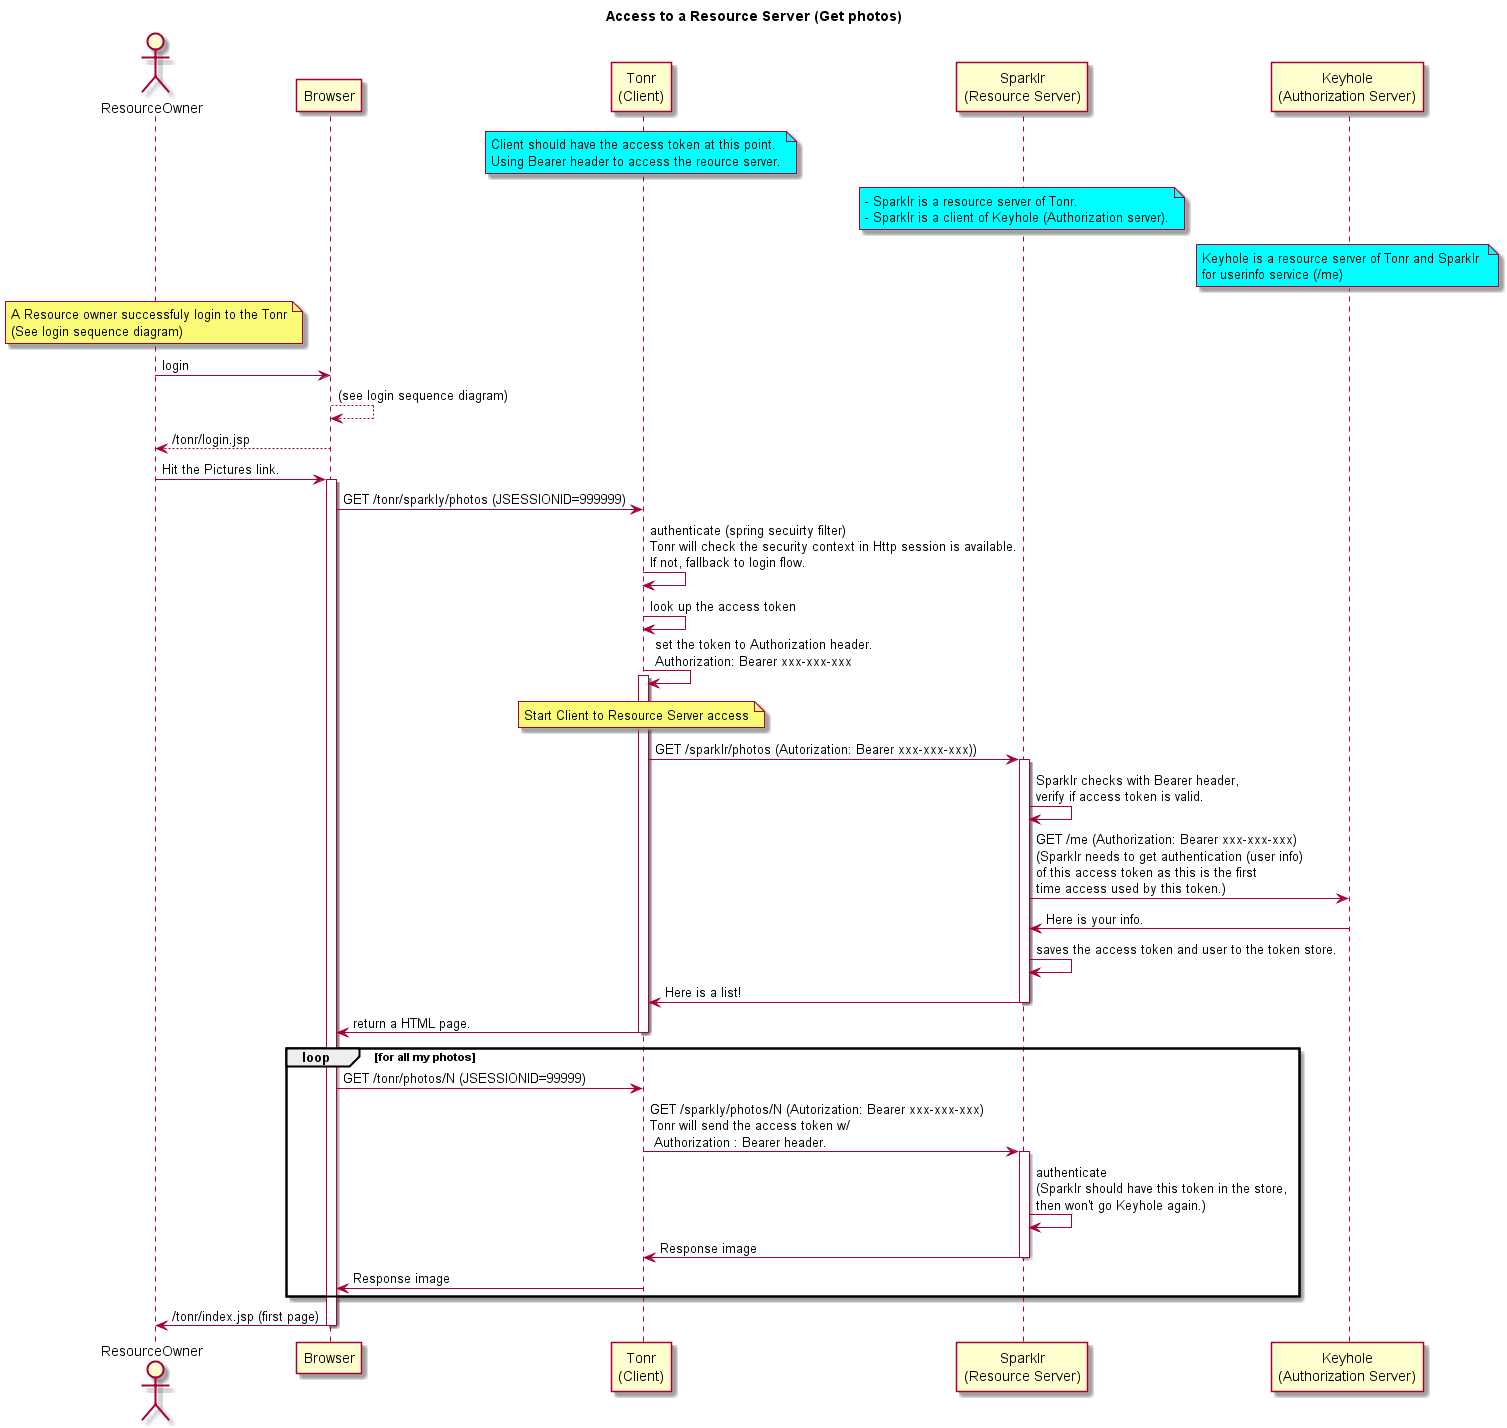 Access to a Resource Server (Get photos)
ResourceOwner
Browser
Tonr
(Client)
Sparklr
(Resource Server)
Keyhole
(Authorization Server)
Client should have the access token at this point.
Using Bearer header to access the reource server.
- Sparklr is a resource server of Tonr.
- Sparklr is a client of Keyhole (Authorization server).
Keyhole is a resource server of Tonr and Sparklr
for userinfo service (/me)
A Resource owner successfuly login to the Tonr
(See login sequence diagram)
login
(see login sequence diagram)
/tonr/login.jsp
Hit the Pictures link.
GET /tonr/sparkly/photos (JSESSIONID=999999)
authenticate (spring secuirty filter)
Tonr will check the security context in Http session is available.
If not, fallback to login flow.
look up the access token
set the token to Authorization header.
Authorization: Bearer xxx-xxx-xxx
Start Client to Resource Server access
GET /sparklr/photos (Autorization: Bearer xxx-xxx-xxx))
Sparklr checks with Bearer header,
verify if access token is valid.
GET /me (Authorization: Bearer xxx-xxx-xxx)
(Sparklr needs to get authentication (user info)
of this access token as this is the first
time access used by this token.)
Here is your info.
saves the access token and user to the token store.
Here is a list!
return a HTML page.
loop [for all my photos]
GET /tonr/photos/N (JSESSIONID=99999)
GET /sparkly/photos/N (Autorization: Bearer xxx-xxx-xxx)
Tonr will send the access token w/
Authorization : Bearer header.
authenticate
(Sparklr should have this token in the store,
then won't go Keyhole again.)
Response image
Response image
/tonr/index.jsp (first page)
ResourceOwner
Browser
Tonr
(Client)
Sparklr
(Resource Server)
Keyhole
(Authorization Server)